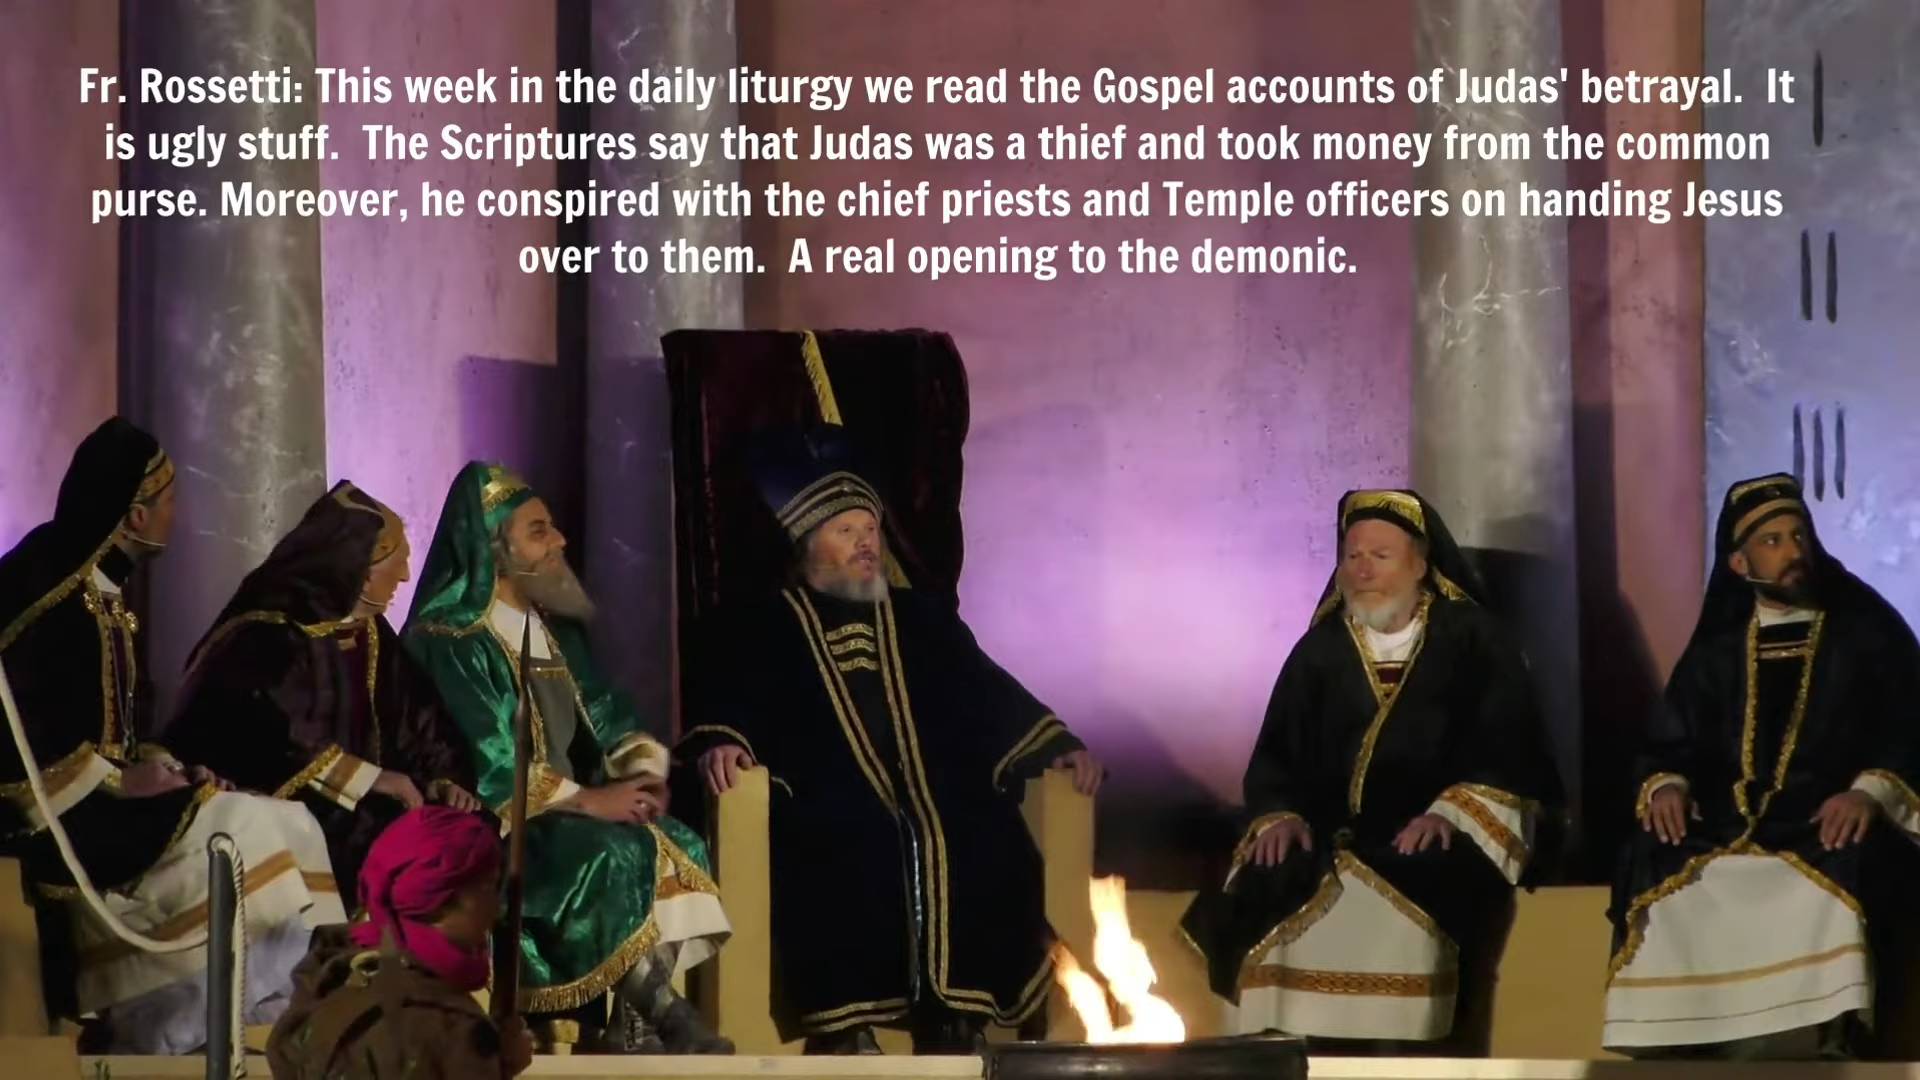 Fr. Rossetti: This week in the daily liturgy we read the Gospel accounts of Judas' betrayal.  It
is ugly stuff.  The Scriptures say that Judas was a thief and took money from the common
purse. Moreover, he conspired with the chief priests and Temple officers on handing Jesus
over to them.  A real opening to the demonic.